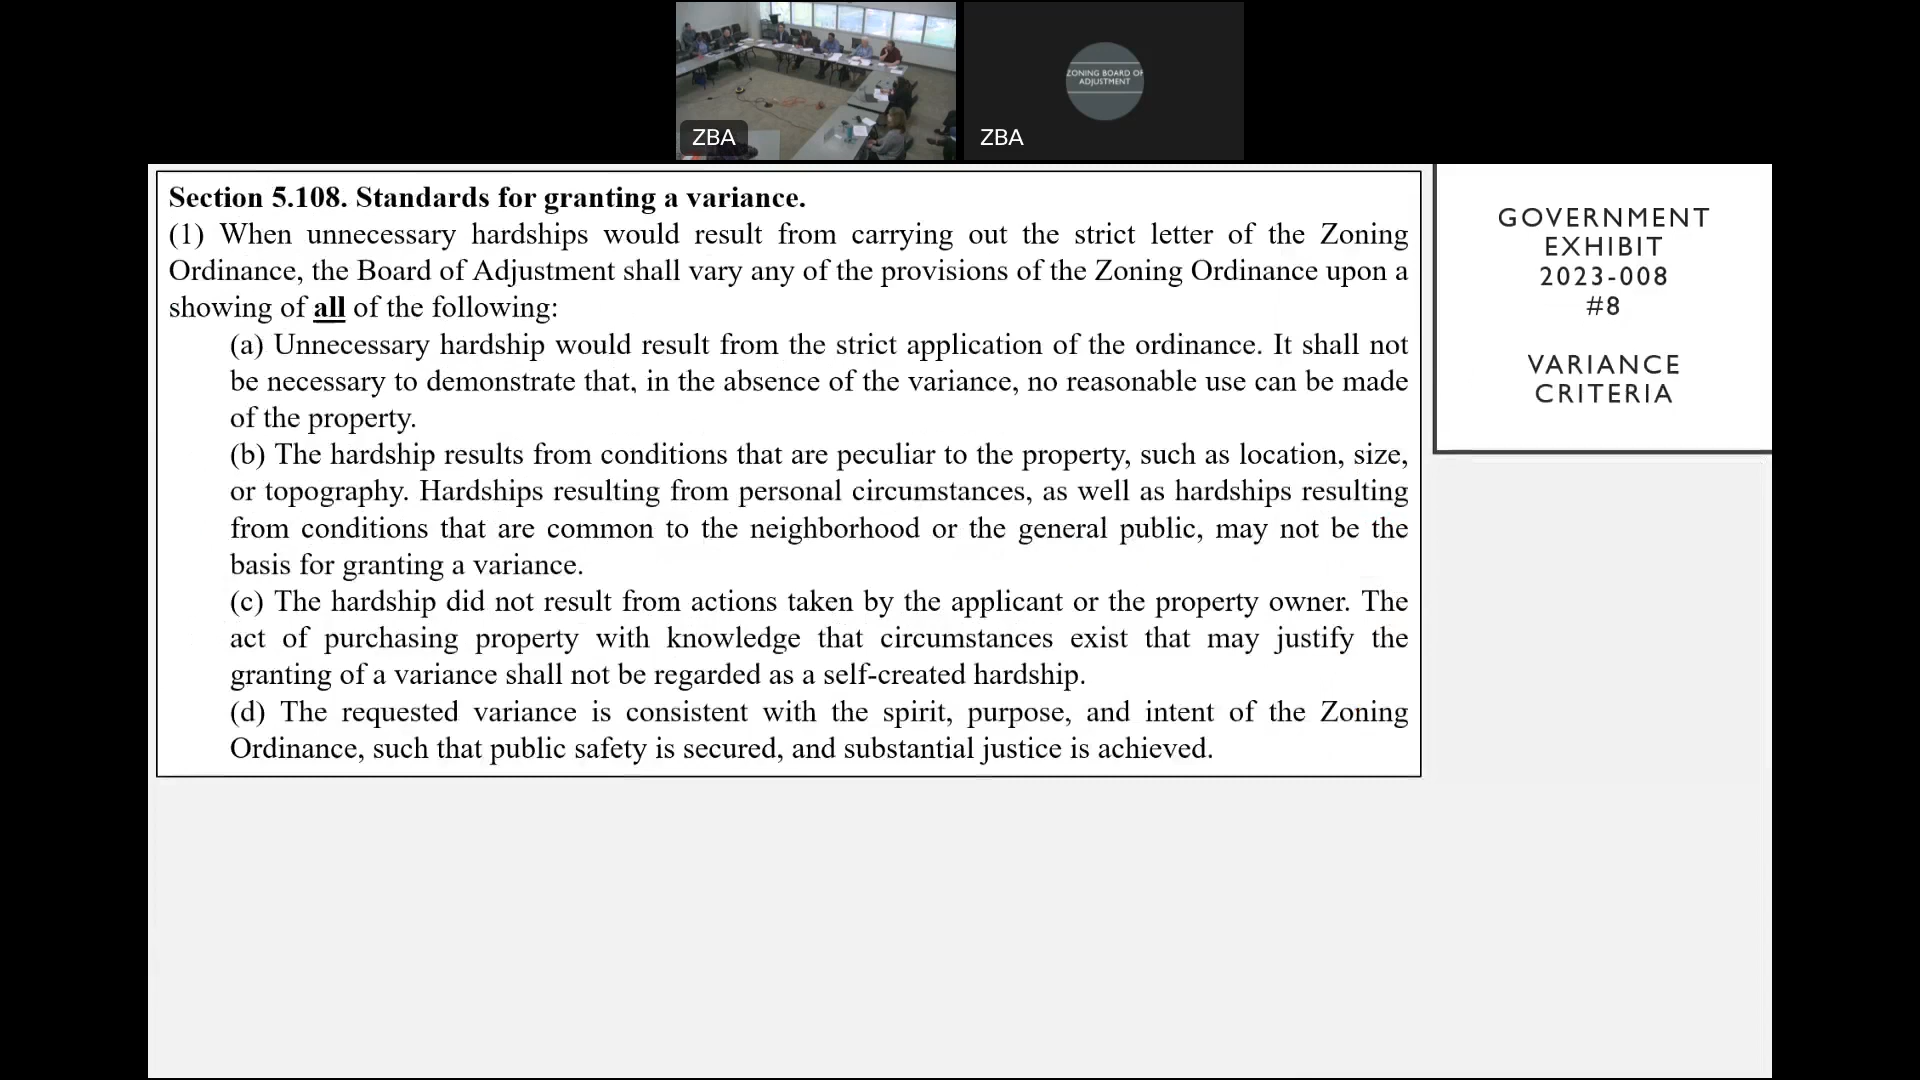 ZONING BOARD OF
ADJUSTMENT
ZBA
ZBA
Section 5.108. Standards for granting a variance.
(1) When unnecessary hardships would result from carrying out the strict letter of the Zoning
Ordinance, the Board of Adjustment shall vary any of the provisions of the Zoning Ordinance upon a
showing of all of the following:
(a) Unnecessary hardship would result from the strict application of the ordinance. It shall not
be necessary to demonstrate that, in the absence of the variance, no reasonable use can be made
of the property.
(b) The hardship results from conditions that are peculiar to the property, such as location, size,
or topography. Hardships resulting from personal circumstances, as well as hardships resulting
from conditions that are common to the neighborhood or the general public, may not be the
basis for granting a variance.
(c) The hardship did not result from actions taken by the applicant or the property owner. The
act of purchasing property with knowledge that circumstances exist that may justify the
granting of a variance shall not be regarded as a self-created hardship.
(d) The requested variance is consistent with the spirit, purpose, and intent of the Zoning
Ordinance, such that public safety is secured, and substantial justice is achieved.
GOVERNMENT
EXHIBIT
2023-008
#8
VARIANCE
CRITERIA